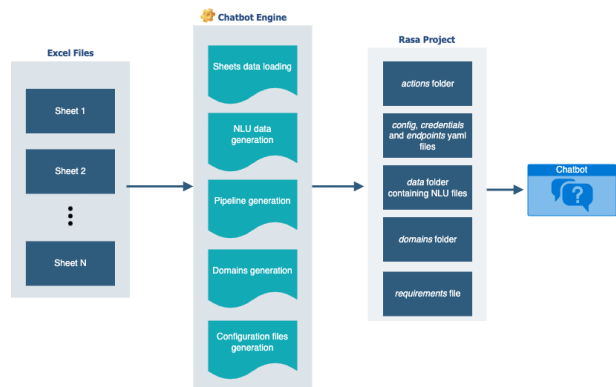 Excel Files
Sheet 1
Sheet 2
Sheet N
Chatbot Engine
Sheets data loading
NLU data
generation
Pipeline generation
Domains generation
Configuration files
generation
Rasa Project
actions folder
config, credentials
and endpoints yaml
files
data folder
containing NLU files
domains folder
requirements file
Chatbot
?